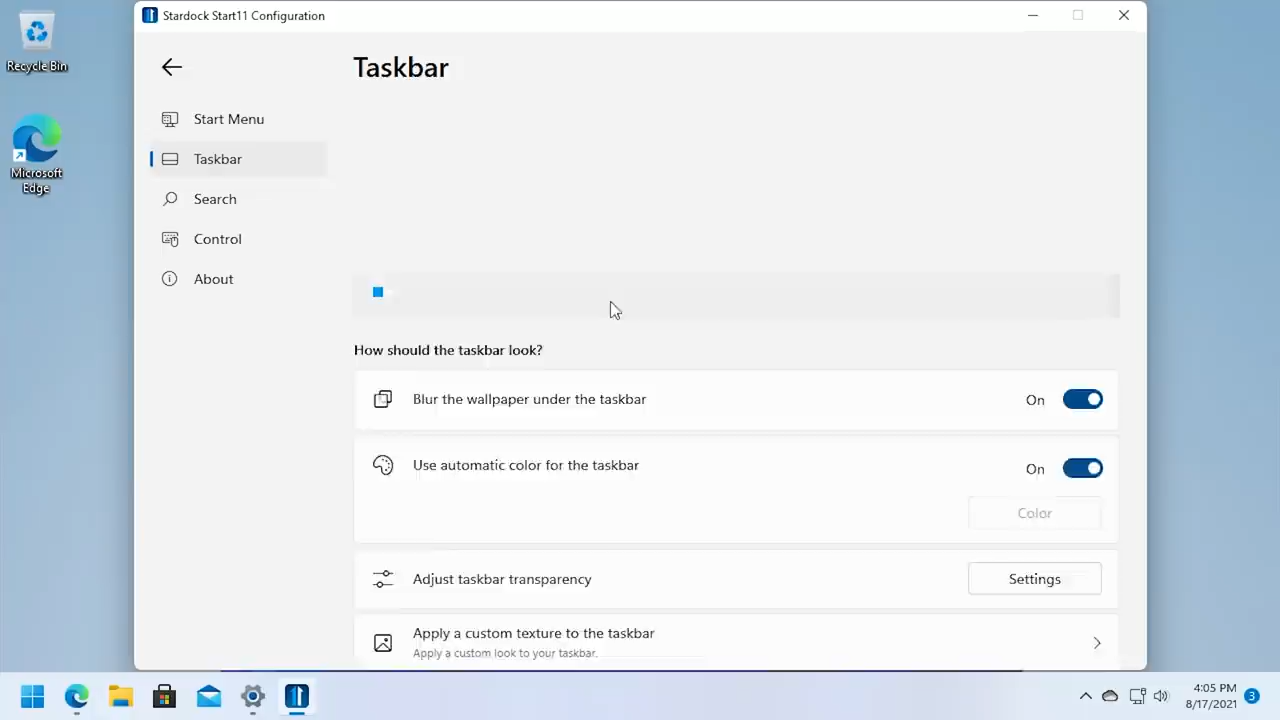 Stardock Start11 Configuration
Recycle Bin
Microsoft
Edge
Taskbar
Start Menu
Taskbar
Search
Control
About
How should the taskbar look?
Blur the wallpaper under the taskbar
On
Use automatic color for the taskbar
On
Color
Adjust taskbar transparency
Settings
Apply a custom texture to the taskbar
Apply a custom look to your taskbar.
4:05 PM
8/17/2021
3